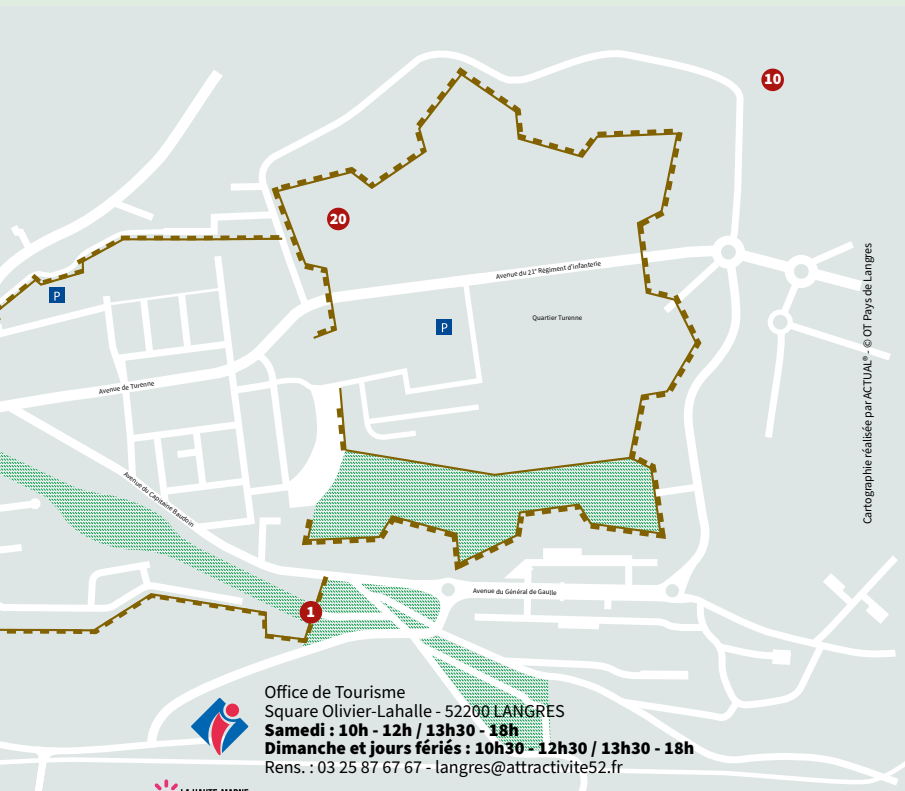 10
20
Avenue du 21e Régiment d'infanterie
P
P
Quartier Turenne
Avenue de Turenne
Avenue du Capitaine Baudoin
Cartographie réalisée par ACTUAL® - © OT Pays de Langres
1
Avenue du Général de Gaulle
Office de Tourisme
Square Olivier-Lahalle - 52200 LANGRES
Samedi : 10h - 12h / 13h30 - 18h
Dimanche et jours fériés : 10h30 - 12h30 / 13h30 - 18h
Rens. : 03 25 87 67 67 - langres@attractivite52.fr
LA HAUTE-MARNE